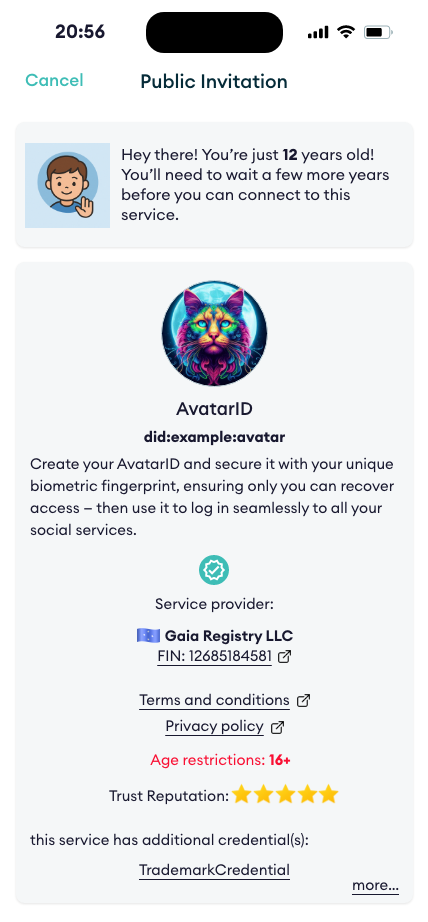 20:56
Cancel
Public Invitation
Hey there! You're just 12 years old!
You'll need to wait a few more years
before you can connect to this
service.
AvatarID
did:example:avatar
Create your AvatarID and secure it with your unique
biometric fingerprint, ensuring only you can recover
access – then use it to log in seamlessly to all your
social services.
Service provider:
Gaia Registry LLC
FIN: 12685184581
Terms and conditions
Privacy policy
Age restrictions: 16+
Trust Reputation:
this service has additional credential(s):
TrademarkCredential
more...